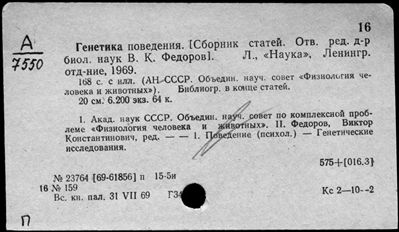 16
А
7550
Генетика поведения. [Сборник статей. Отв. ред. д-р
биол. наук В. К. Федоров]. Л., «Наука», Ленингр.
отд-ние, 1969.
168 с. с илл. (АН СССР. Объедин. науч. совет «Физиология че-
ловека и животных»). Библиогр. в конце статей.
20 см. 6.200 экз. 64 к.
1. Акад. наук СССР. Объедин. науч. совет по комплексной проб-
леме «Физиология человека и животных». II. Федоров, Виктор
Константинович, ред. — — 1. Поведение (психол.) — Генетические
исследования.
575+[016.3]
№ 23764 [69-61856] п 15-5и
16 № 159
Вс. кн. пал. 31 VII 69 Г34
Кс 2—10--2
П